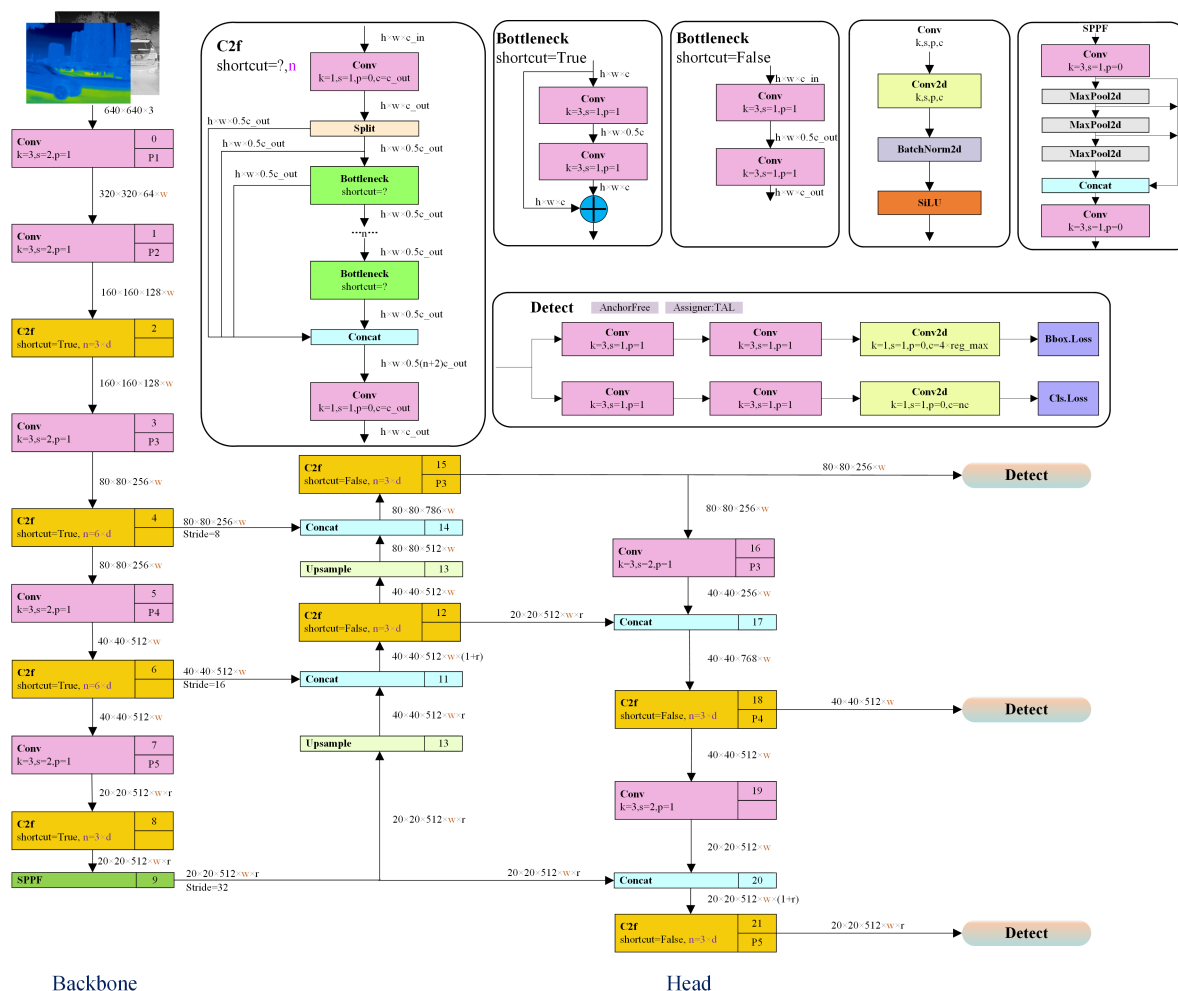 640×640×3
Conv
k=3,s=2,p=1
0
P1
320×320×64×w
Conv
k=3,s=2,p=1
1
P2
160×160×128×w
C2f
shortcut=True, n=3×d
2
160×160×128×w
Conv
k=3,s=2,p=1
3
P3
80×80×256×w
C2f
shortcut=True, n=6×d
4
80×80×256×w
Stride=8
80×80×256×w
Conv
k=3,s=2,p=1
5
P4
40×40×512×w
C2f
shortcut=True, n=6×d
6
40×40×512×w
Stride=16
40×40×512×w
Conv
k=3,s=2,p=1
7
P5
20×20×512×w×r
C2f
shortcut=True, n=3×d
8
20×20×512×w×r
SPPF
9
20×20×512×w×r
Stride=32
Backbone
C2f
shortcut=?,n
h×w×c_in
Conv
k=1,s=1,p=0,c=c_out
h×w×c_out
Split
h×w×0.5c_out
h×w×0.5c_out
h×w×0.5c_out
h×w×0.5c_out
Bottleneck
shortcut=?
h×w×0.5c_out
...n...
h×w×0.5c_out
Bottleneck
shortcut=?
h×w×0.5c_out
Concat
h×w×0.5(n+2)c_out
Conv
k=1,s=1,p=0,c=c_out
h×w×c_out
Bottleneck
shortcut=True
h×w×c
Conv
k=3,s=1,p=1
h×w×0.5c
Conv
k=3,s=1,p=1
h×w×c
h×w×c
Bottleneck
shortcut=False
h×w×c_in
Conv
k=3,s=1,p=1
h×w×0.5c_out
Conv
k=3,s=1,p=1
h×w×c_out
Conv
k,s,p,c
Conv2d
k,s,p,c
BatchNorm2d
SiLU
SPPF
Conv
k=3,s=1,p=0
MaxPool2d
MaxPool2d
MaxPool2d
Concat
Conv
k=3,s=1,p=0
Detect
AnchorFree
Assigner:TAL
Conv
k=3,s=1,p=1
Conv
k=3,s=1,p=1
Conv2d
k=1,s=1,p=0,c=4×reg_max
Bbox.Loss
Conv
k=3,s=1,p=1
Conv
k=3,s=1,p=1
Conv2d
k=1,s=1,p=0,c=nc
Cls.Loss
C2f
shortcut=False, n=3×d
15
P3
80×80×786×w
Concat
14
80×80×512×w
Upsample
13
40×40×512×w
C2f
shortcut=False, n=3×d
12
40×40×512×w×(1+r)
Concat
11
40×40×512×w×r
Upsample
13
20×20×512×w×r
80×80×256×w
Detect
80×80×256×w
Conv
k=3,s=2,p=1
16
P3
40×40×256×w
20×20×512×w×r
Concat
17
40×40×768×w
C2f
shortcut=False, n=3×d
18
P4
40×40×512×w
Detect
40×40×512×w
Conv
k=3,s=2,p=1
19
20×20×512×w
20×20×512×w×r
Concat
20
20×20×512×w×(1+r)
C2f
shortcut=False, n=3×d
21
P5
20×20×512×w×r
Detect
Head